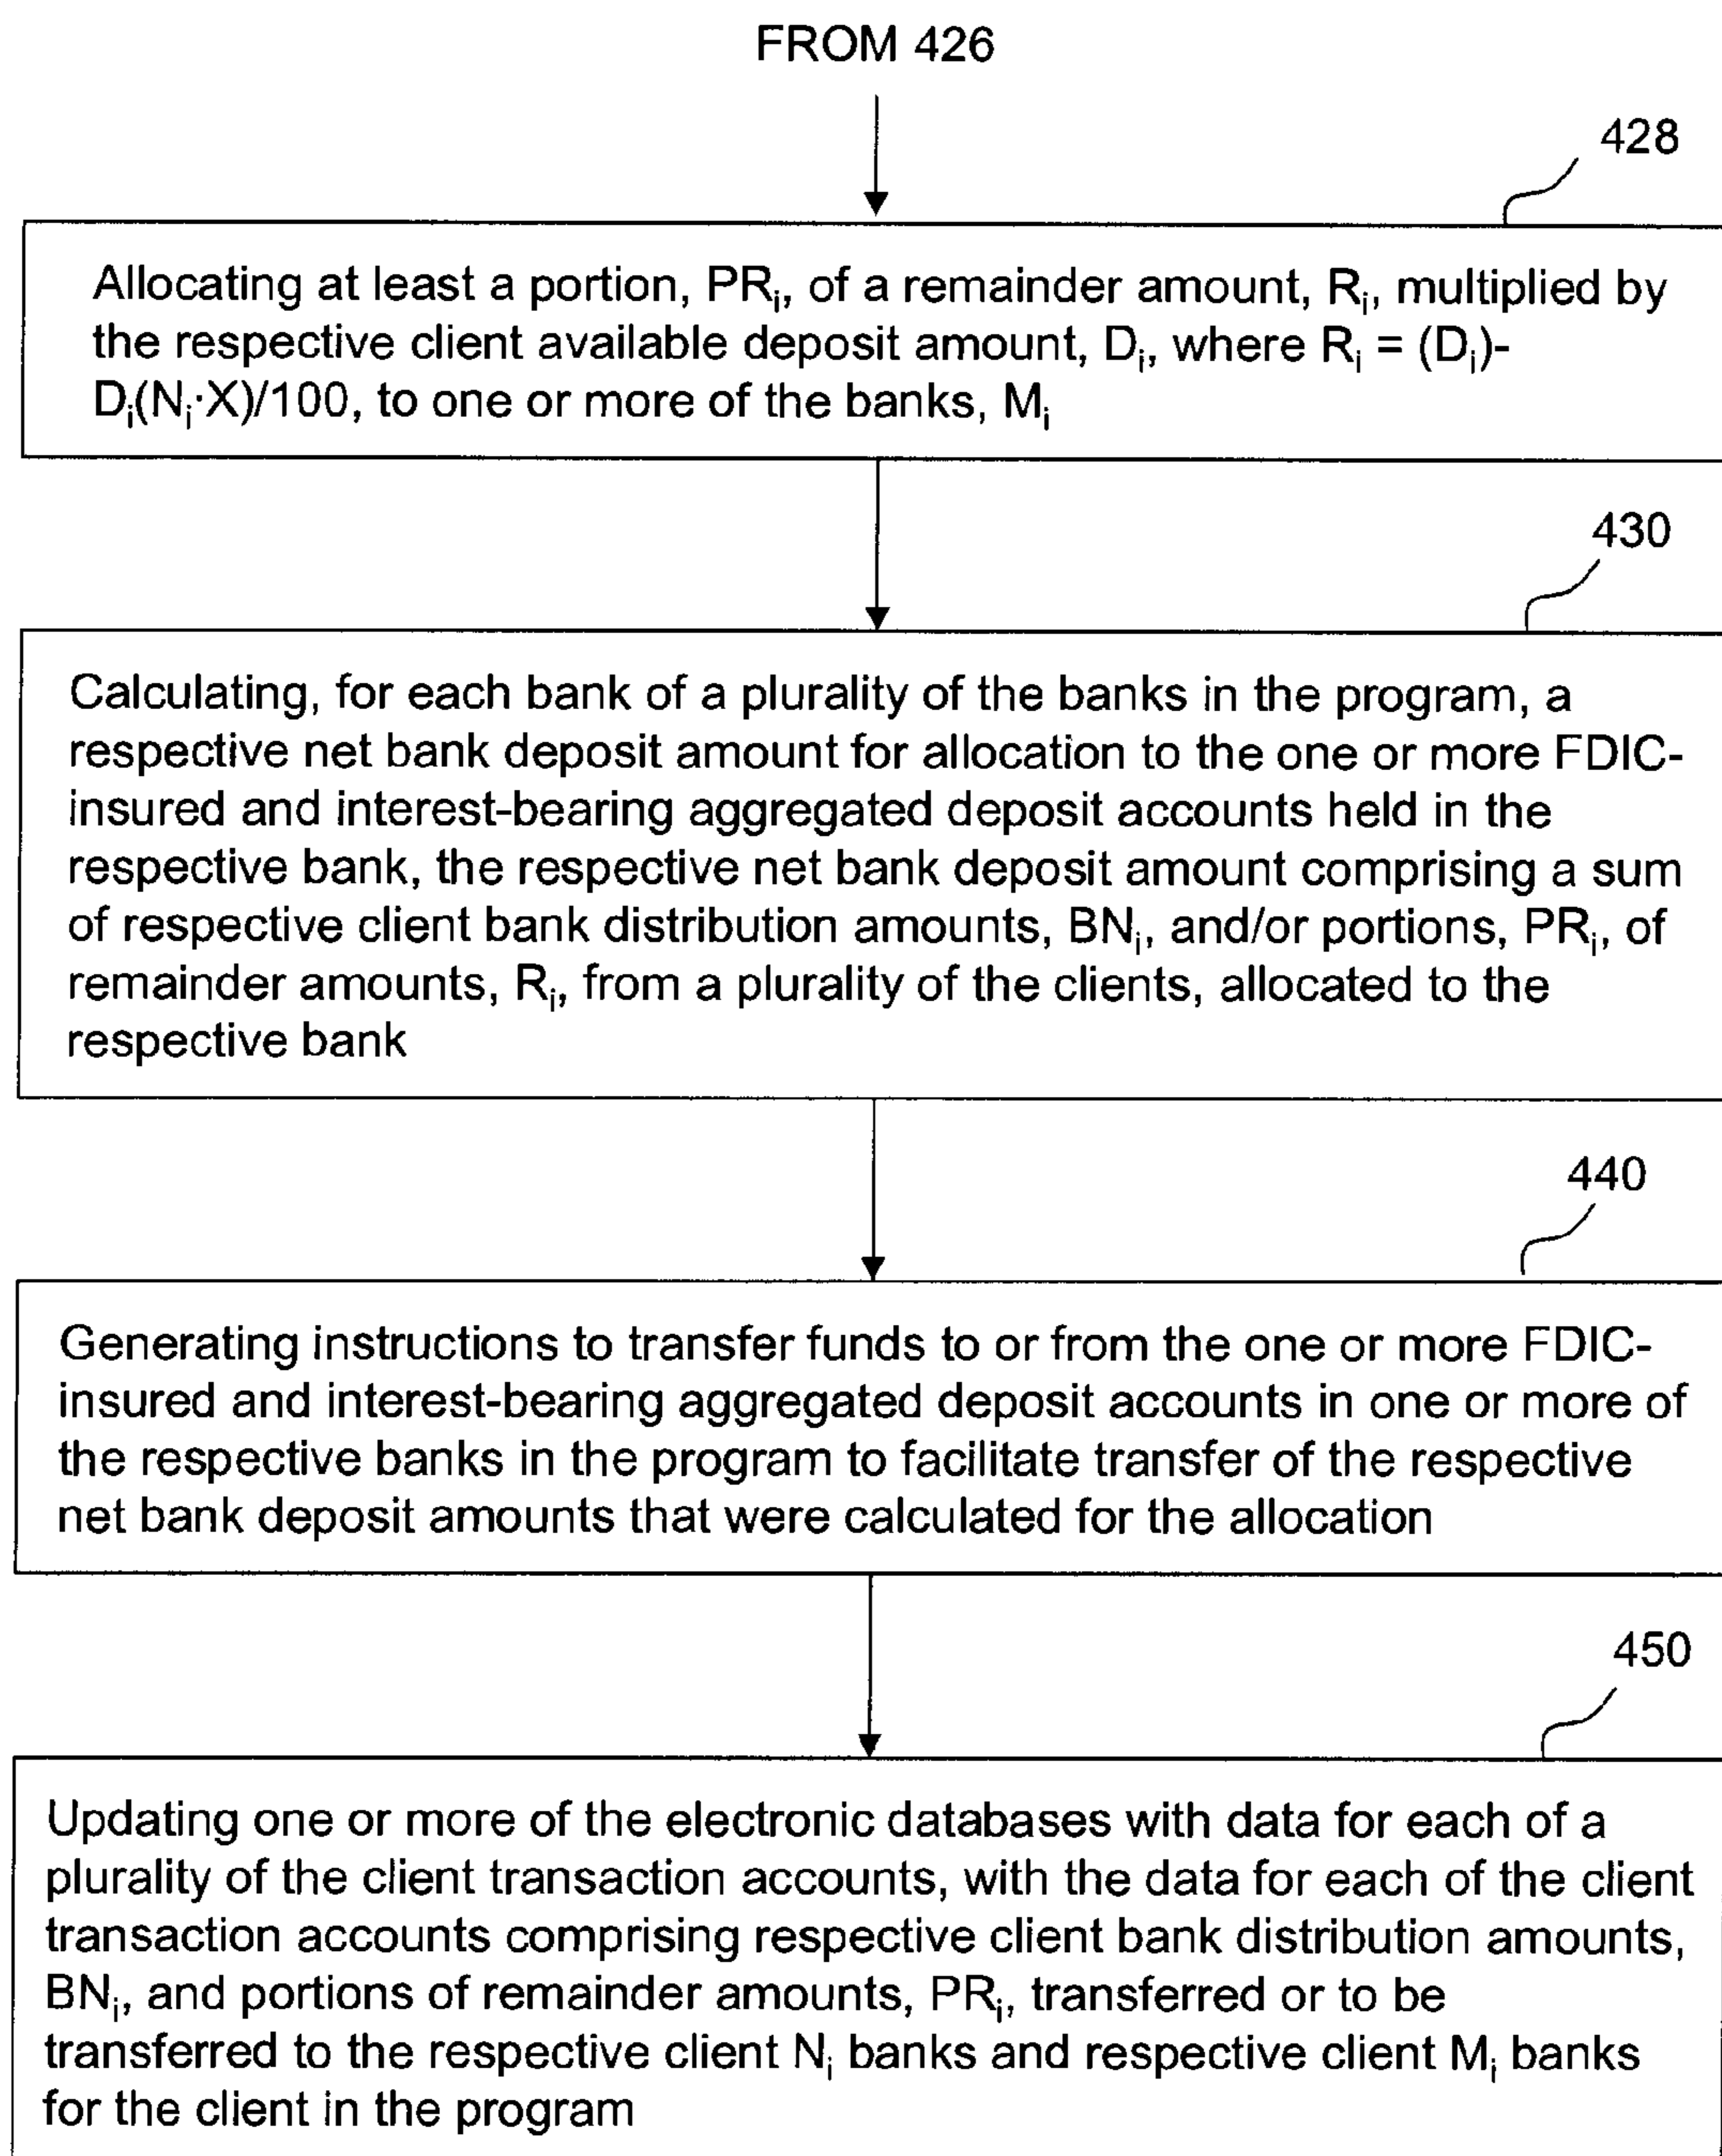 FROM 426
428
Allocating at least a portion, PRᵢ, of a remainder amount, Rᵢ, multiplied by
the respective client available deposit amount, Dᵢ, where Rᵢ = (Dᵢ)-
Dᵢ(Nᵢ·X)/100, to one or more of the banks, Mᵢ
430
Calculating, for each bank of a plurality of the banks in the program, a
respective net bank deposit amount for allocation to the one or more FDIC-
insured and interest-bearing aggregated deposit accounts held in the
respective bank, the respective net bank deposit amount comprising a sum
of respective client bank distribution amounts, BNᵢ, and/or portions, PRᵢ, of
remainder amounts, Rᵢ, from a plurality of the clients, allocated to the
respective bank
440
Generating instructions to transfer funds to or from the one or more FDIC-
insured and interest-bearing aggregated deposit accounts in one or more of
the respective banks in the program to facilitate transfer of the respective
net bank deposit amounts that were calculated for the allocation
450
Updating one or more of the electronic databases with data for each of a
plurality of the client transaction accounts, with the data for each of the client
transaction accounts comprising respective client bank distribution amounts,
BNᵢ, and portions of remainder amounts, PRᵢ, transferred or to be
transferred to the respective client Nᵢ banks and respective client Mᵢ banks
for the client in the program